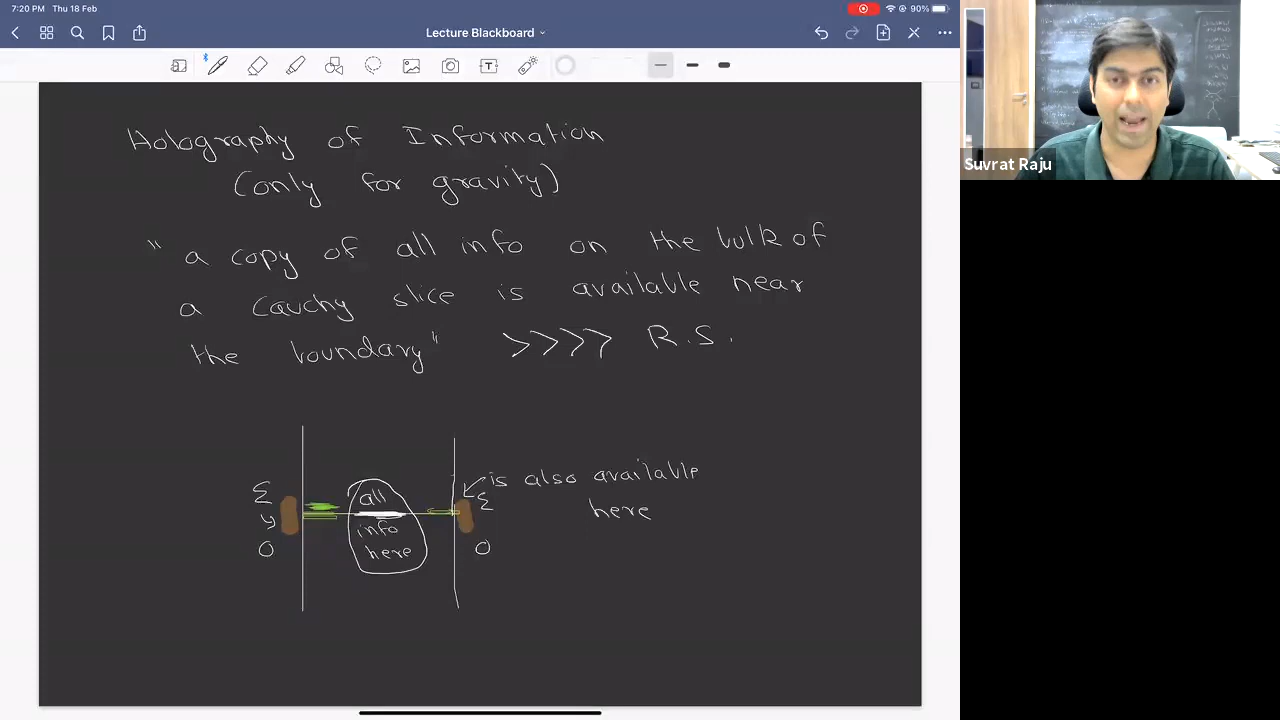 7:20 PM Thu 18 Feb
90%
Lecture Blackboard
Suvrat Raju
Holography of Information
(only for gravity)
" a copy of all info on the bulk of
a cauchy slice is available near
the boundary" >>>> R.S.
is also available
here
all
info
here
ε
0
ε
0